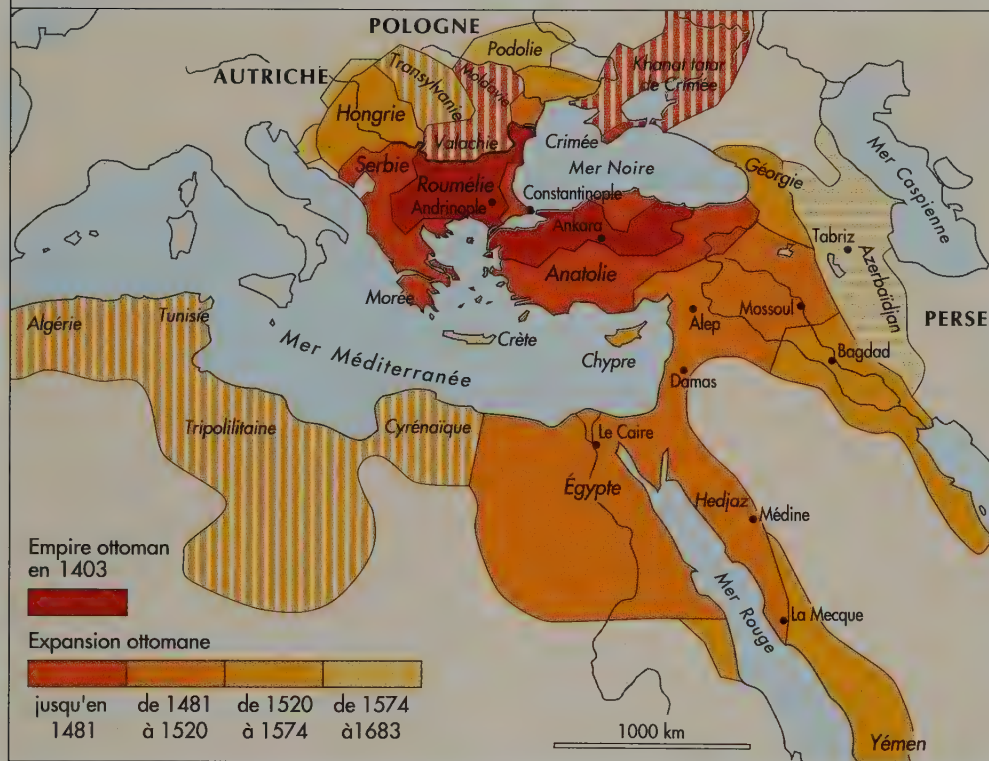 POLOGNE
Podolie
AUTRICHE
Transylvanie
Moldavie
Khanat tatar
de Crimée
Hongrie
Valachie
Crimée
Mer Noire
Mer Caspienne
Serbie
Roumélie
Andrinople
Constantinople
Géorgie
Ankara
Anatolie
Tabriz
Azerbaïdjan
PERSE
Morée
Algérie
Tunisie
Mer Méditerranée
Crète
Chypre
Alep
Mossoul
Bagdad
Damas
Tripolilitaine
Cyrénaïque
Le Caire
Égypte
Hedjaz
Médine
Mer Rouge
La Mecque
Yémen
Empire ottoman
en 1403
Expansion ottomane
jusqu'en
1481
de 1481
à 1520
de 1520
à 1574
de 1574
à1683
1000 km